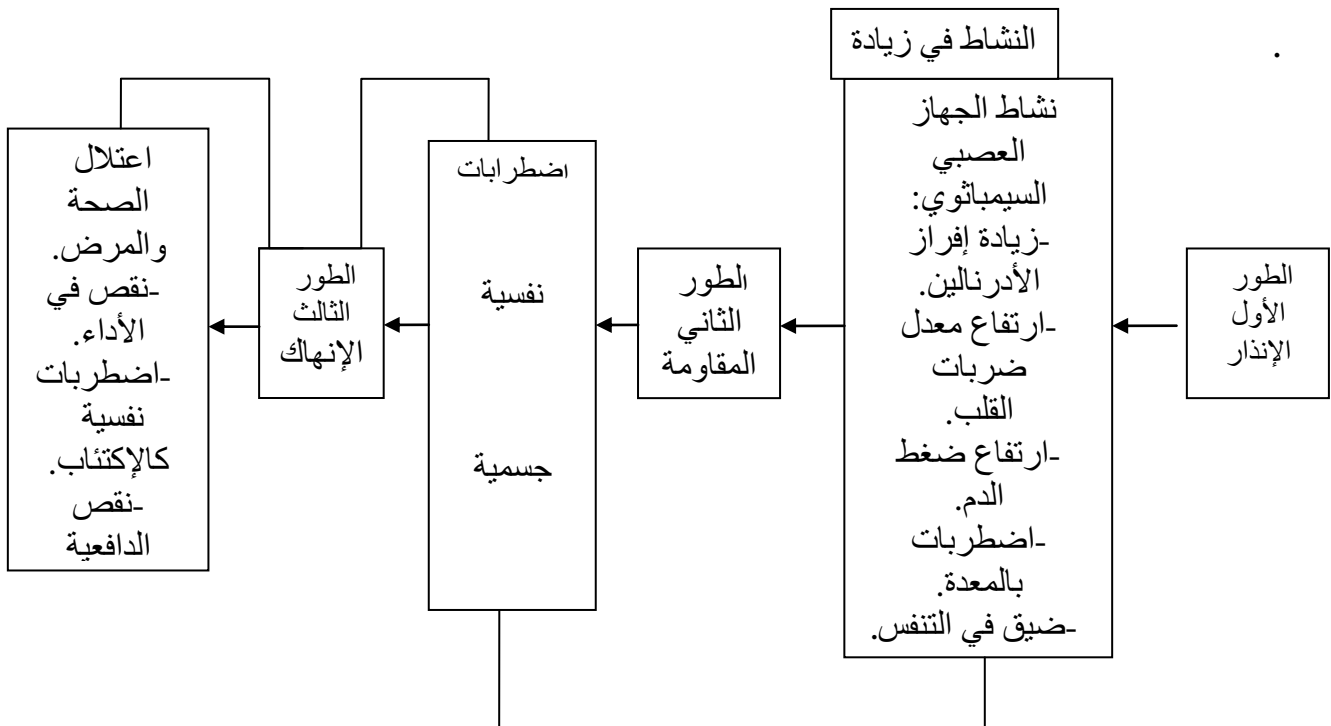 النشاط في زيادة
.
الطور
الأول
الإنذار
نشاط الجهاز
العصبي
السيمباثوي:
-زيادة إفراز
الأدرنالين.
-ارتفاع معدل
ضربات
القلب.
-ارتفاع ضغط
الدم.
-اضطربات
بالمعدة.
-ضيق في التنفس.
الطور
الثاني
المقاومة
اضطرابات
نفسية
جسمية
الطور
الثالث
الإنهاك
اعتلال
الصحة
والمرض.
-نقص في
الأداء.
-اضطربات
نفسية
كالإكتئاب.
-نقص
الدافعية